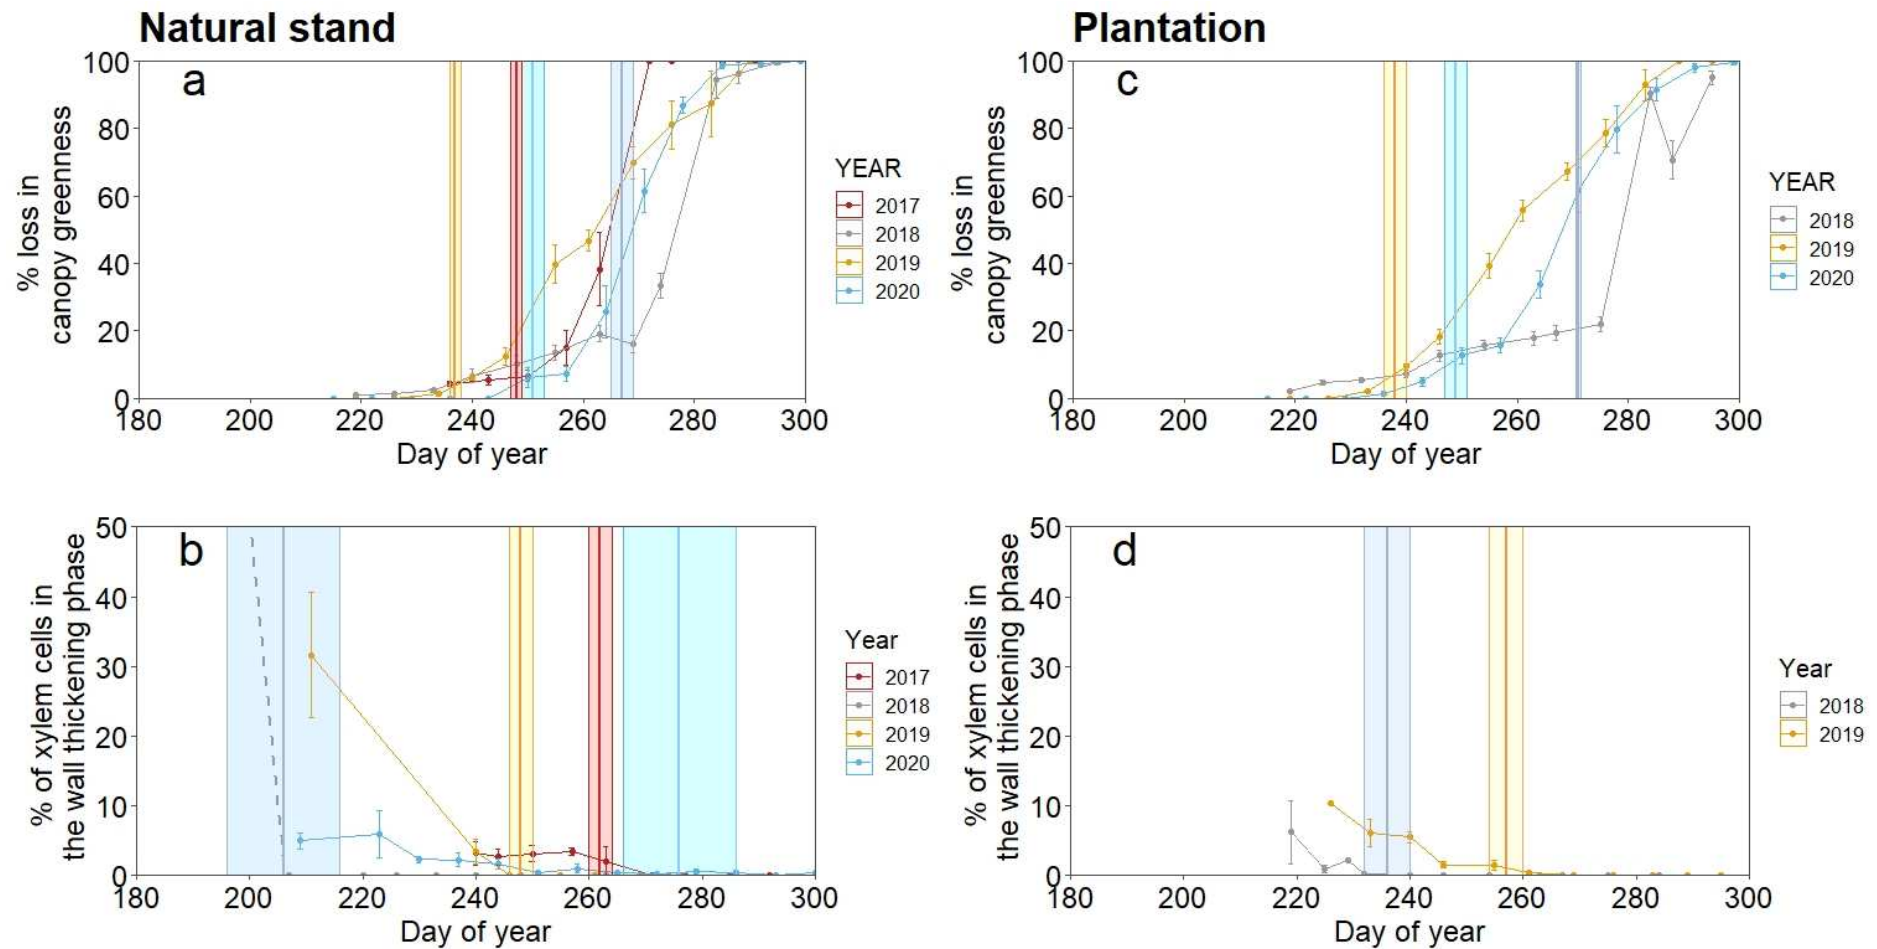 Natural stand
Plantation
a
100
80
60
40
20
0
180 200 220 240 260 280 300
% loss in
canopy greenness
Day of year
YEAR
2017
2018
2019
2020
c
100
80
60
40
20
0
180 200 220 240 260 280 300
% loss in
canopy greenness
Day of year
YEAR
2018
2019
2020
b
50
40
30
20
10
0
180 200 220 240 260 280 300
% of xylem cells in
the wall thickening phase
Day of year
Year
2017
2018
2019
2020
d
50
40
30
20
10
0
180 200 220 240 260 280 300
% of xylem cells in
the wall thickening phase
Day of year
Year
2018
2019